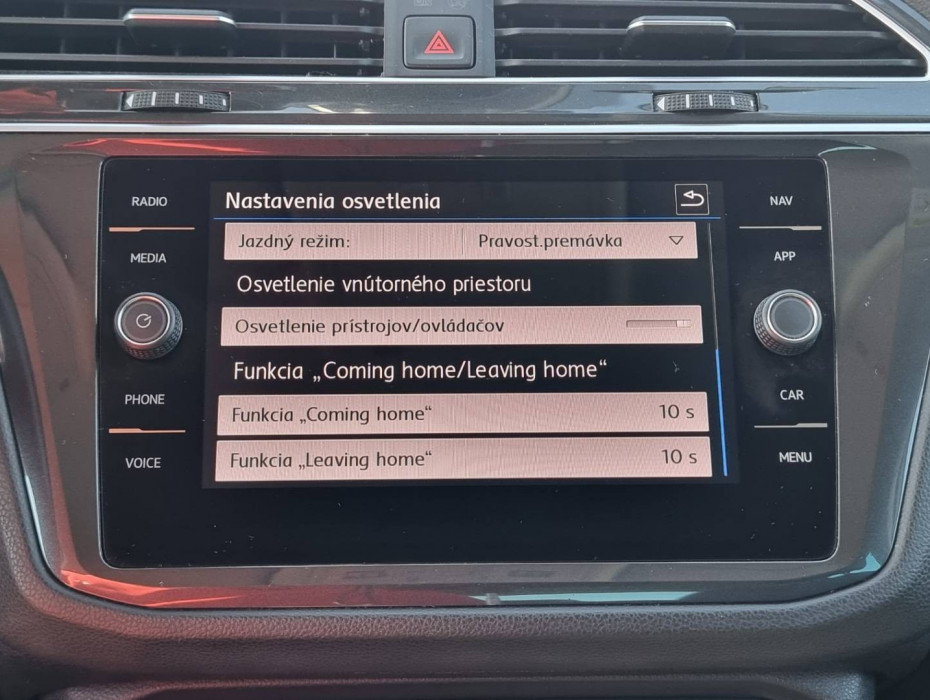 RADIO
MEDIA
PHONE
VOICE
Nastavenia osvetlenia
Jazdný režim: Pravost.premávka
Osvetlenie vnútorného priestoru
Osvetlenie prístrojov/ovládačov
Funkcia „Coming home/Leaving home“
Funkcia „Coming home“ 10 s
Funkcia „Leaving home“ 10 s
NAV
APP
CAR
MENU